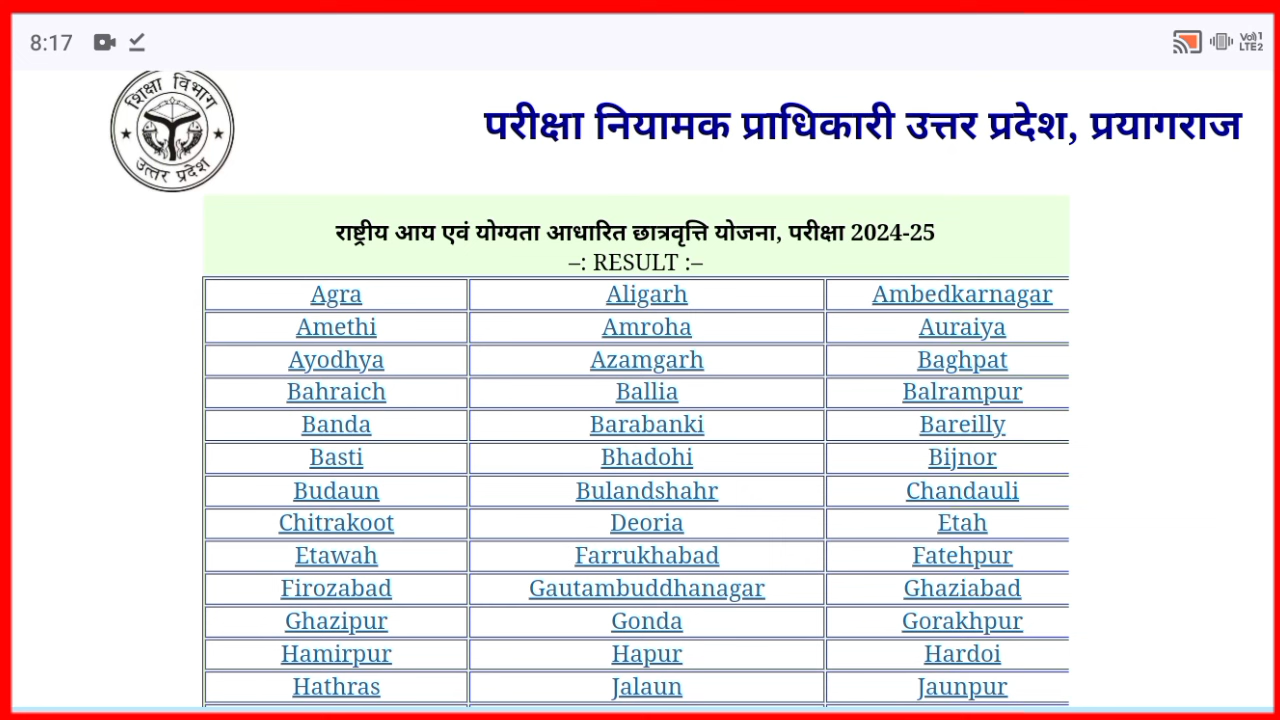 8:17
Vo) 1
LTE2
शिक्षा विभाग
उत्तर प्रदेश
परीक्षा नियामक प्राधिकारी उत्तर प्रदेश, प्रयागराज
राष्ट्रीय आय एवं योग्यता आधारित छात्रवृत्ति योजना, परीक्षा 2024-25
–: RESULT :–
Agra Aligarh Ambedkarnagar
Amethi Amroha Auraiya
Ayodhya Azamgarh Baghpat
Bahraich Ballia Balrampur
Banda Barabanki Bareilly
Basti Bhadohi Bijnor
Budaun Bulandshahr Chandauli
Chitrakoot Deoria Etah
Etawah Farrukhabad Fatehpur
Firozabad Gautambuddhanagar Ghaziabad
Ghazipur Gonda Gorakhpur
Hamirpur Hapur Hardoi
Hathras Jalaun Jaunpur